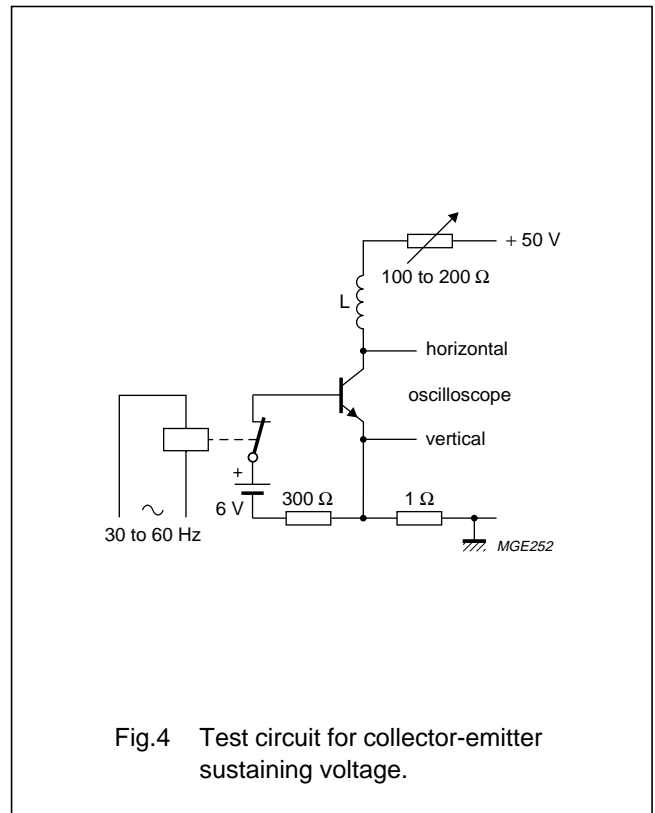 + 50 V
100 to 200 Ω
L
horizontal
oscilloscope
vertical
+
6 V
300 Ω
1 Ω
30 to 60 Hz
MGE252
Fig.4 Test circuit for collector-emitter
sustaining voltage.